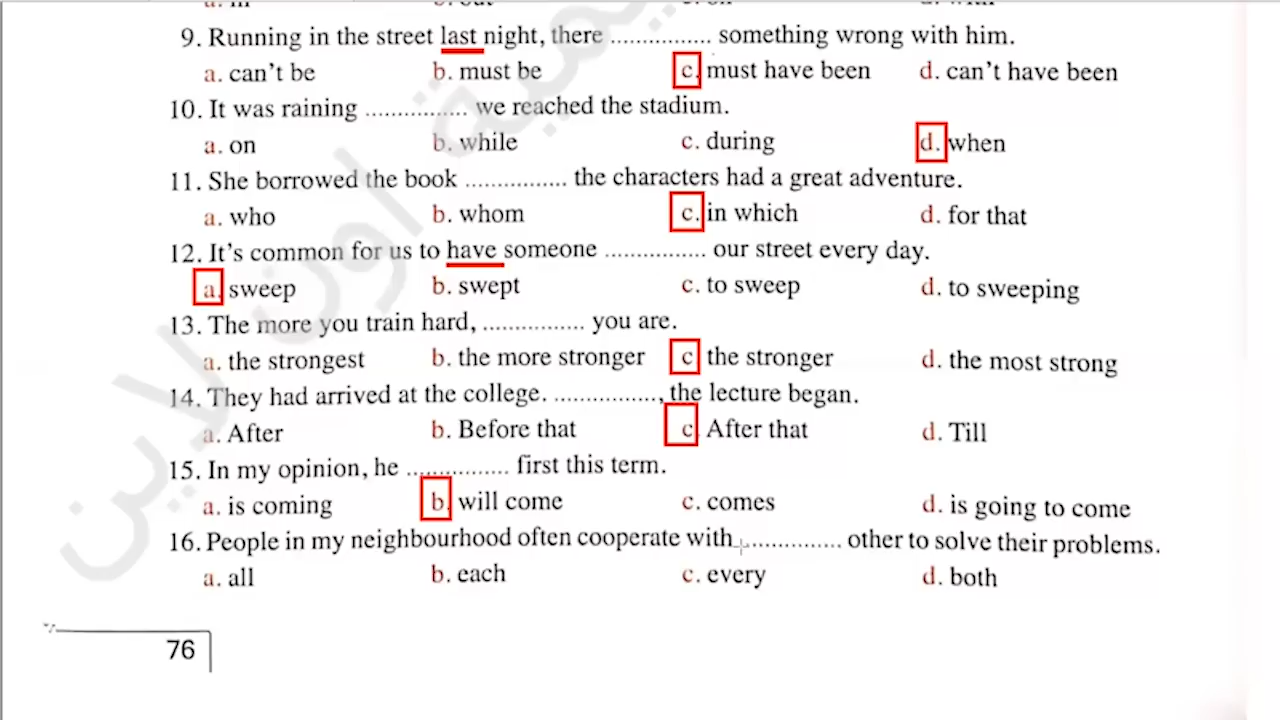 9. Running in the street last night, there ............... something wrong with him.
a. can't be b. must be c. must have been d. can't have been
10. It was raining ............... we reached the stadium.
a. on b. while c. during d. when
11. She borrowed the book ............... the characters had a great adventure.
a. who b. whom c. in which d. for that
12. It's common for us to have someone ............... our street every day.
a. sweep b. swept c. to sweep d. to sweeping
13. The more you train hard, ............... you are.
a. the strongest b. the more stronger c the stronger d. the most strong
14. They had arrived at the college. ..............., the lecture began.
a. After b. Before that c After that d. Till
15. In my opinion, he ............... first this term.
a. is coming b. will come c. comes d. is going to come
16. People in my neighbourhood often cooperate with ............... other to solve their problems.
a. all b. each c. every d. both
76
اون لاين